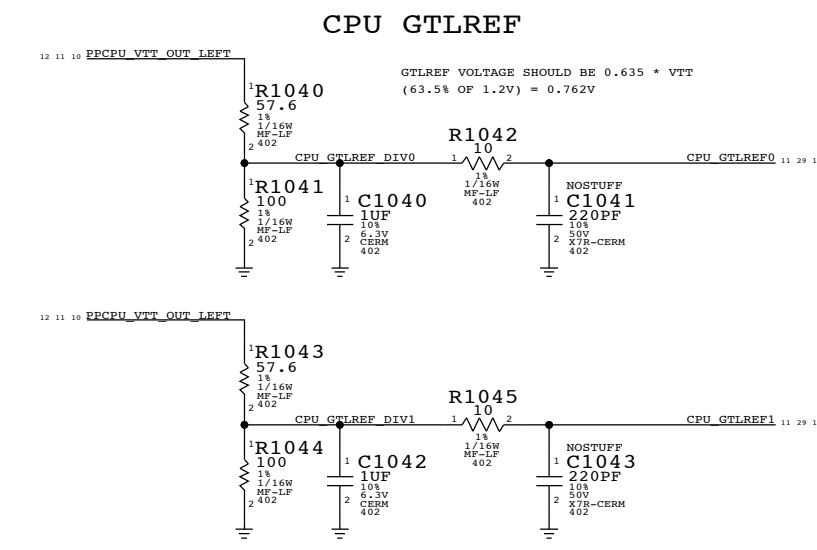 CPU GTLREF
12 11 10 PPCPU_VTT_OUT_LEFT
GTLREF VOLTAGE SHOULD BE 0.635 * VTT
(63.5% OF 1.2V) = 0.762V
1 R1040
57.6
1%
1/16W
MF-LF
2 402
CPU_GTLREF_DIV0
R1042
10
1 2
1%
1/16W
MF-LF
402
CPU_GTLREF0 11 29 1
1 R1041
100
1%
1/16W
MF-LF
2 402
1 C1040
1UF
10%
2 6.3V
CERM
402
NOSTUFF
1 C1041
220PF
10%
2 50V
X7R-CERM
402
12 11 10 PPCPU_VTT_OUT_LEFT
1 R1043
57.6
1%
1/16W
MF-LF
2 402
CPU_GTLREF_DIV1
R1045
10
1 2
1%
1/16W
MF-LF
402
CPU_GTLREF1 11 29 1
1 R1044
100
1%
1/16W
MF-LF
2 402
1 C1042
1UF
10%
2 6.3V
CERM
402
NOSTUFF
1 C1043
220PF
10%
2 50V
X7R-CERM
402